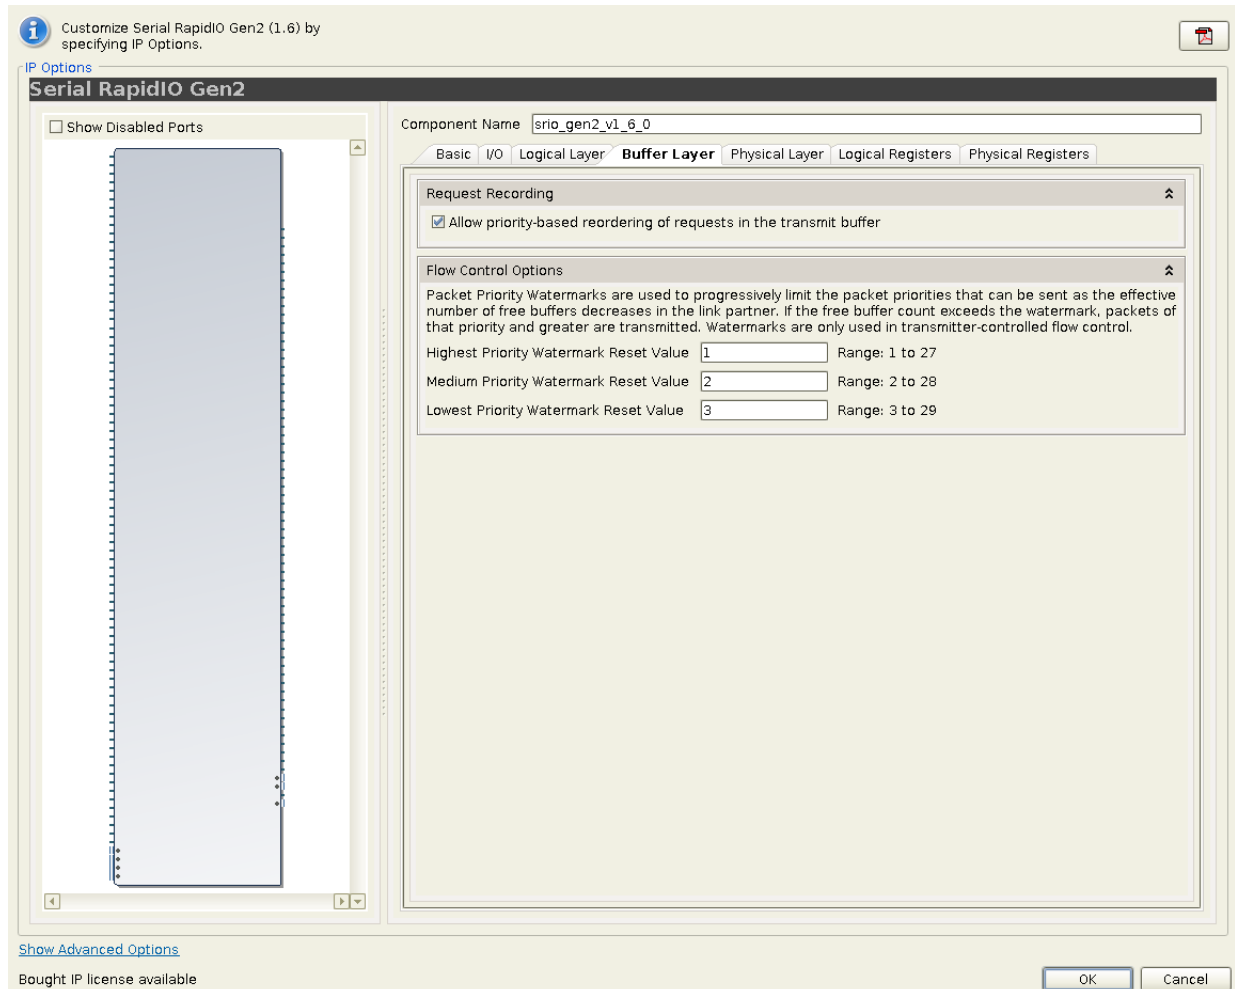 Customize Serial RapidIO Gen2 (1.6) by
specifying IP Options.
IP Options
Serial RapidIO Gen2
Show Disabled Ports
Component Name srio_gen2_v1_6_0
Basic I/O Logical Layer Buffer Layer Physical Layer Logical Registers Physical Registers
Request Recording
Allow priority-based reordering of requests in the transmit buffer
Flow Control Options
Packet Priority Watermarks are used to progressively limit the packet priorities that can be sent as the effective
number of free buffers decreases in the link partner. If the free buffer count exceeds the watermark, packets of
that priority and greater are transmitted. Watermarks are only used in transmitter-controlled flow control.
Highest Priority Watermark Reset Value 1 Range: 1 to 27
Medium Priority Watermark Reset Value 2 Range: 2 to 28
Lowest Priority Watermark Reset Value 3 Range: 3 to 29
Show Advanced Options
Bought IP license available
OK Cancel